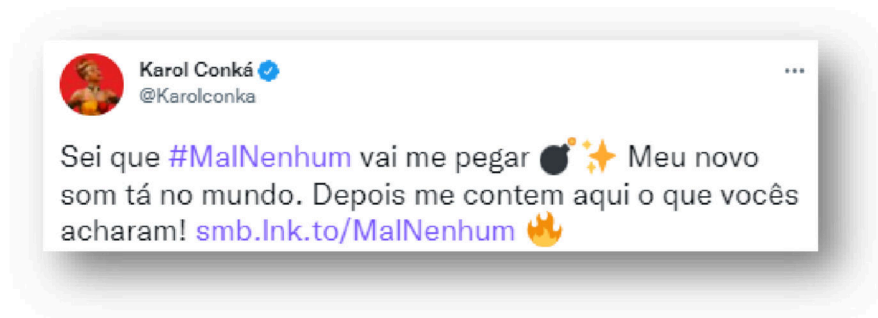 Karol Conká
@Karolconka
Sei que #MalNenhum vai me pegar 💣✨ Meu novo
som tá no mundo. Depois me contem aqui o que vocês
acharam! smb.lnk.to/MalNenhum 🔥